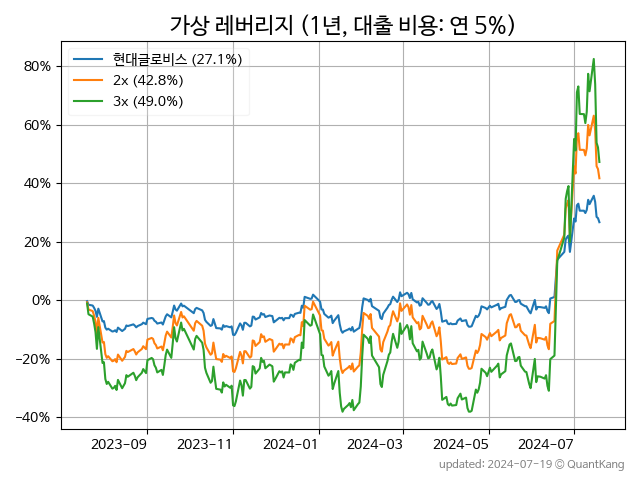 가상 레버리지 (1년, 대출 비용: 연 5%)
현대글로비스 (27.1%)
2x (42.8%)
3x (49.0%)
80%
60%
40%
20%
0%
−20%
−40%
2023-09 2023-11 2024-01 2024-03 2024-05 2024-07
updated: 2024-07-19 © QuantKang